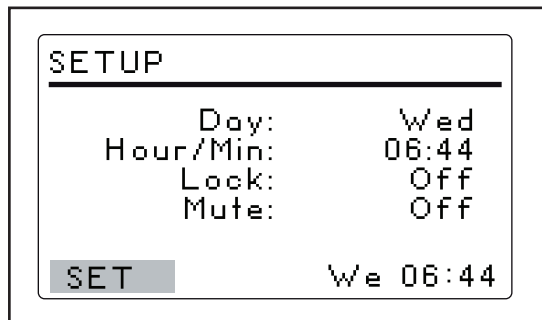 SETUP
Day: Wed
Hour/Min: 06:44
Lock: Off
Mute: Off
SET We 06:44